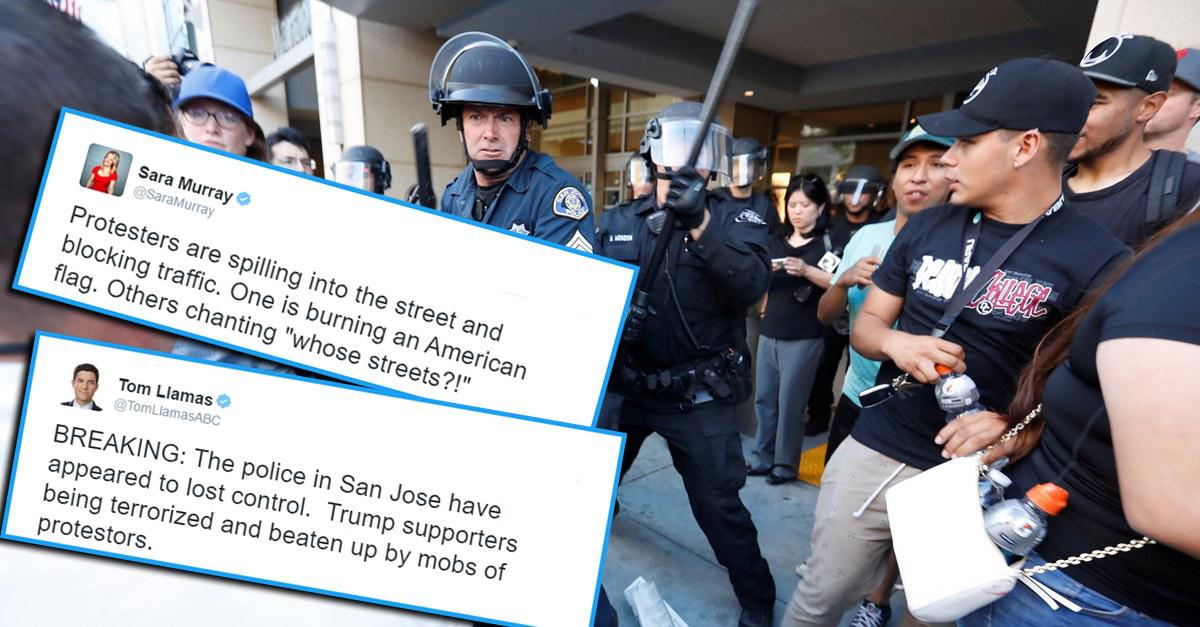 Sara Murray
@SaraMurray
Protesters are spilling into the street and
blocking traffic. One is burning an American
flag. Others chanting "whose streets?!"
Tom Llamas
@TomLlamasABC
BREAKING: The police in San Jose have
appeared to lost control. Trump supporters
being terrorized and beaten up by mobs of
protestors.
2